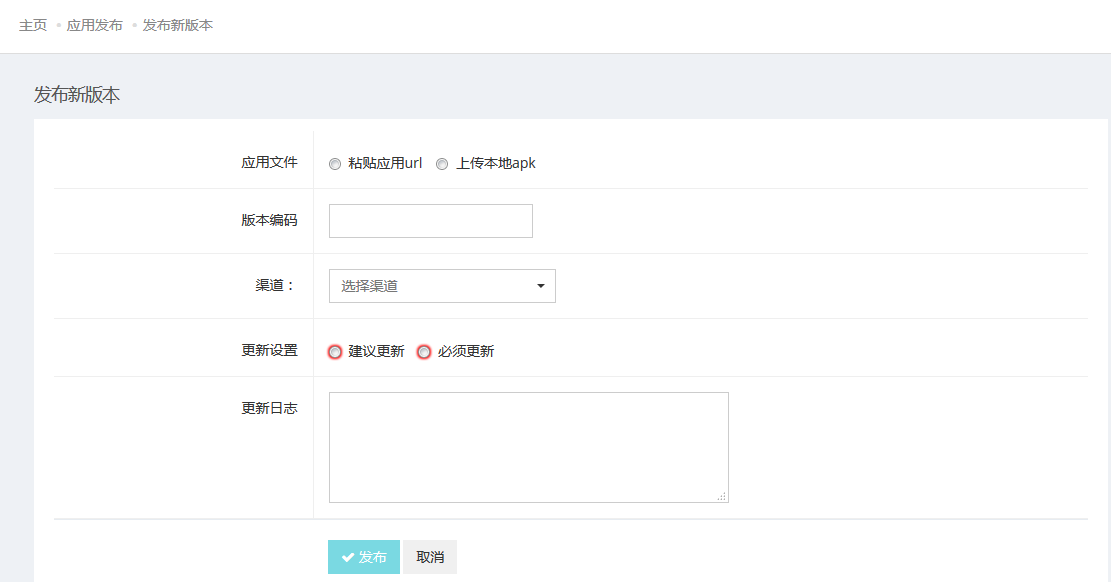 主页 应用发布 发布新版本
发布新版本
应用文件 粘贴应用url 上传本地apk
版本编码
渠道： 选择渠道
更新设置 建议更新 必须更新
更新日志
发布 取消